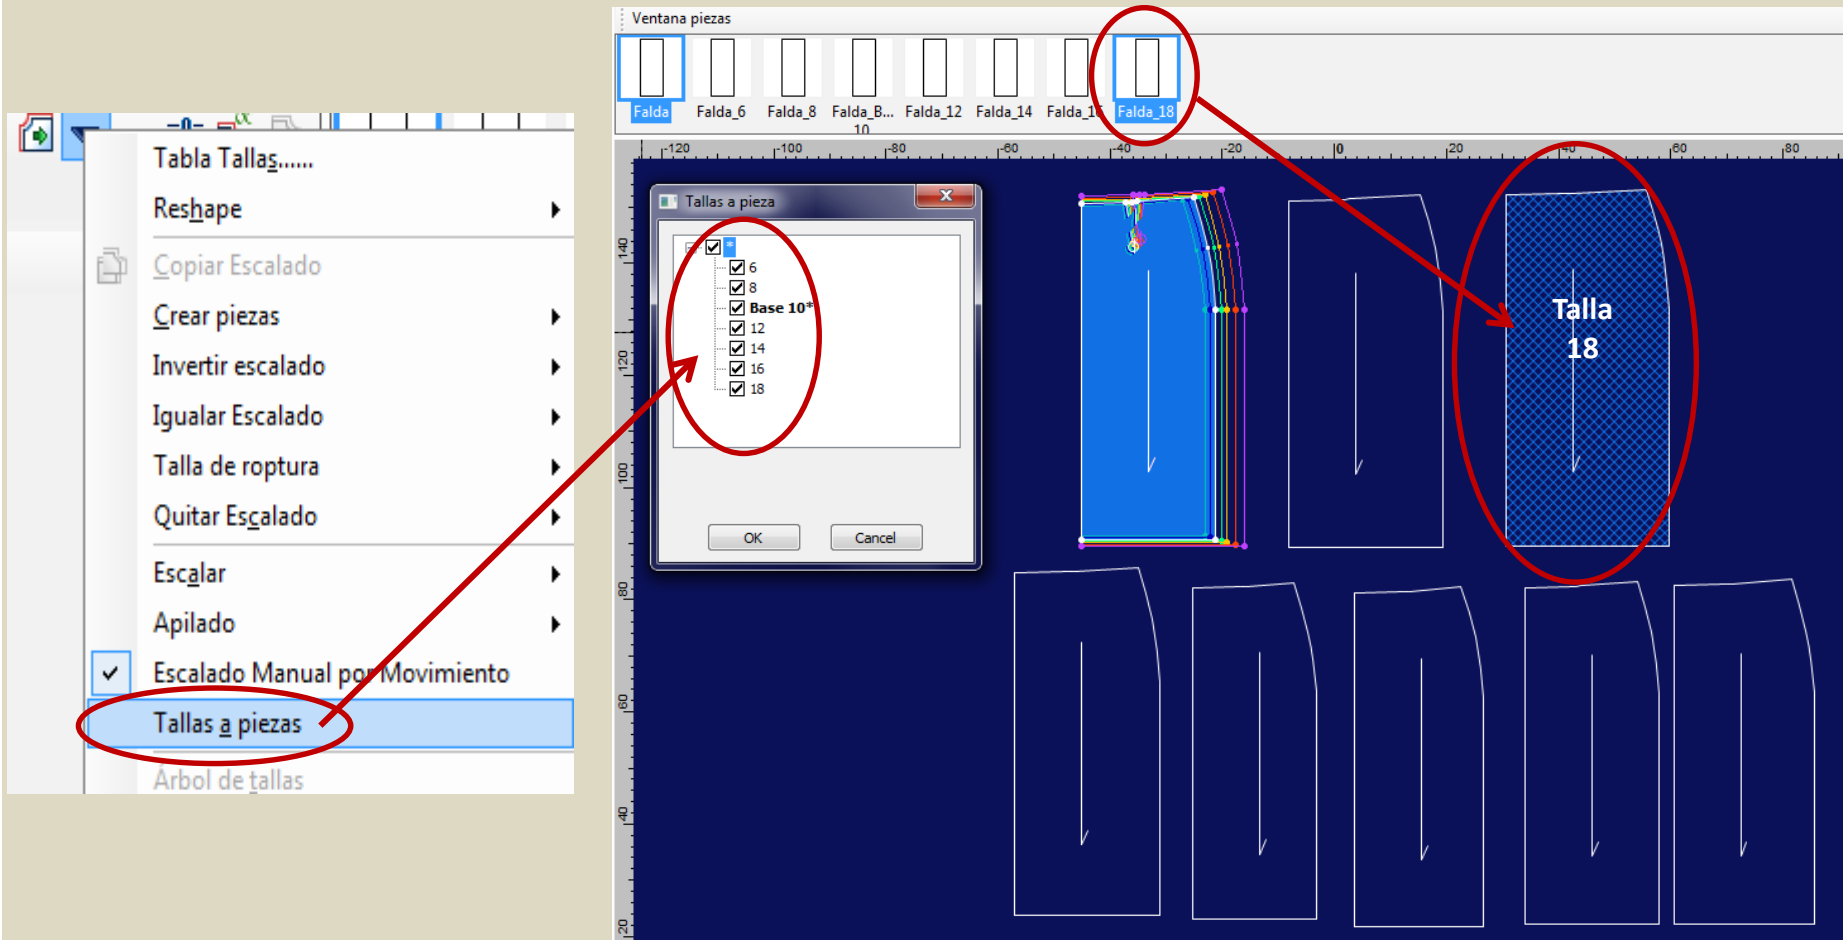 Tabla Tallas......
Reshape
Copiar Escalado
Crear piezas
Invertir escalado
Igualar Escalado
Talla de roptura
Quitar Escalado
Escalar
Apilado
Escalado Manual por Movimiento
Tallas a piezas
Árbol de tallas
Ventana piezas
Falda Falda_6 Falda_8 Falda_B... Falda_12 Falda_14 Falda_16 Falda_18
10
-120 -100 -80 -60 -40 -20 0 20 40 60 80
140
120
100
80
60
40
20
Tallas a pieza
*
6
8
Base 10*
12
14
16
18
OK Cancel
Talla
18